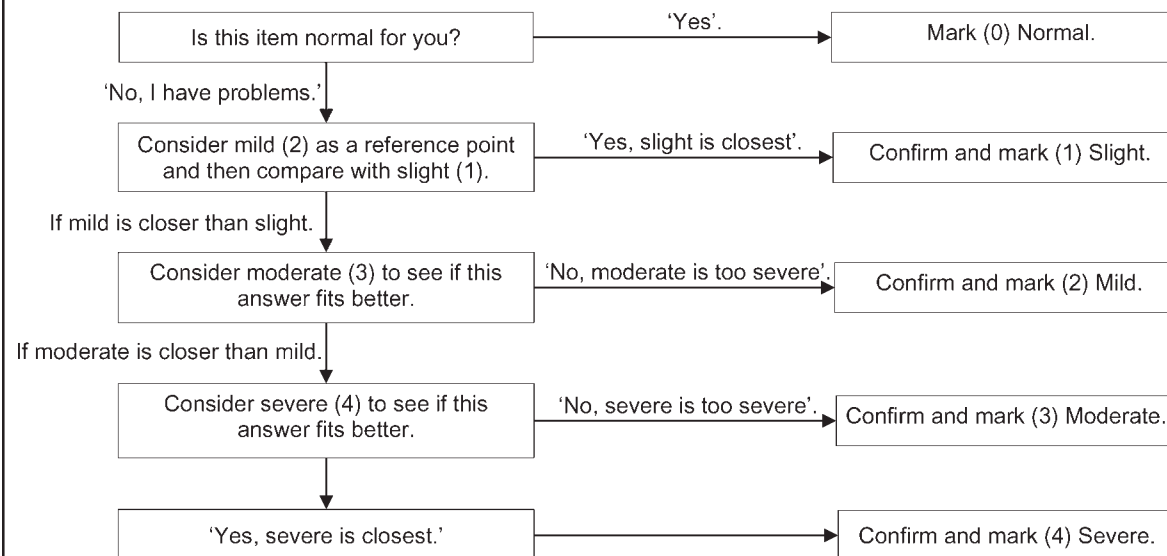 Is this item normal for you?
'Yes'.
Mark (0) Normal.
'No, I have problems.'
Consider mild (2) as a reference point
and then compare with slight (1).
'Yes, slight is closest'.
Confirm and mark (1) Slight.
If mild is closer than slight.
Consider moderate (3) to see if this
answer fits better.
'No, moderate is too severe'.
Confirm and mark (2) Mild.
If moderate is closer than mild.
Consider severe (4) to see if this
answer fits better.
'No, severe is too severe'.
Confirm and mark (3) Moderate.
'Yes, severe is closest.'
Confirm and mark (4) Severe.